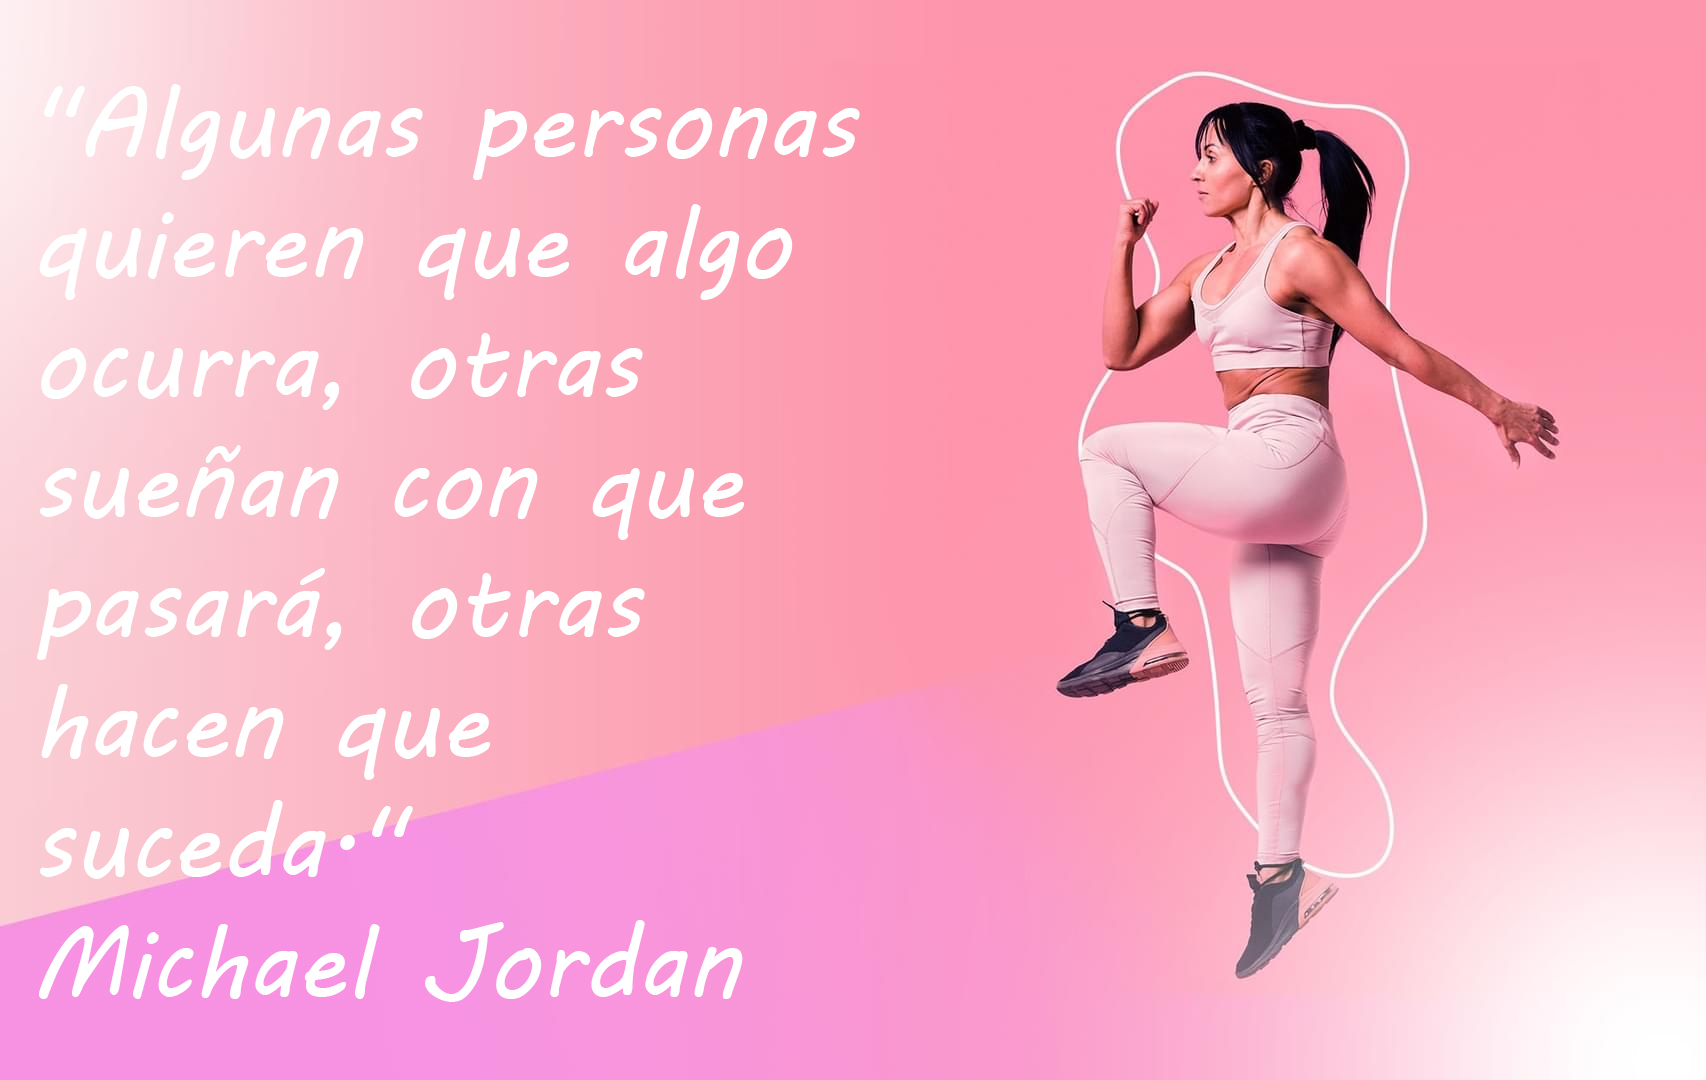 “Algunas personas
quieren que algo
ocurra, otras
sueñan con que
pasará, otras
hacen que
suceda.“
Michael Jordan